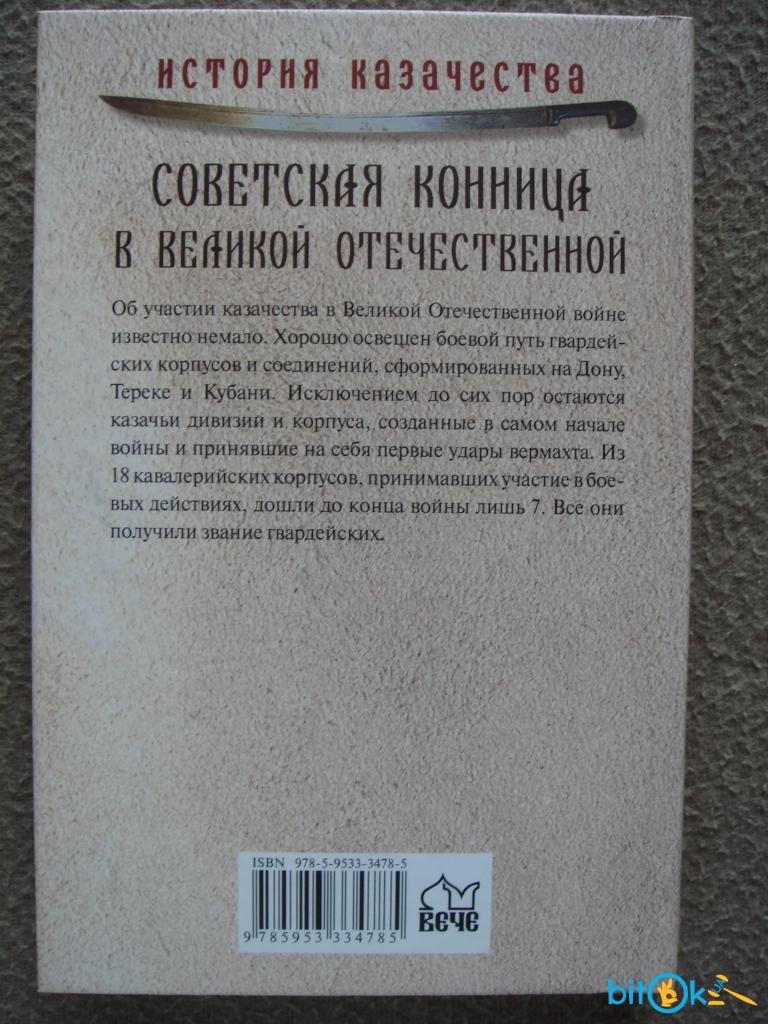 история казачества
СОВЕТСКАЯ КОННИЦА
В ВЕЛИКОЙ ОТЕЧЕСТВЕННОЙ
Об участии казачества в Великой Отечественной войне
известно немало. Хорошо освещен боевой путь гвардей-
ских корпусов и соединений, сформированных на Дону,
Тереке и Кубани. Исключением до сих пор остаются
казачьи дивизии и корпуса, созданные в самом начале
войны и принявшие на себя первые удары вермахта. Из
18 кавалерийских корпусов, принимавших участие в бое-
вых действиях, дошли до конца войны лишь 7. Все они
получили звание гвардейских.
ISBN 978-5-9533-3478-5
9 785953 334785
ВЕЧЕ
bitok.ua